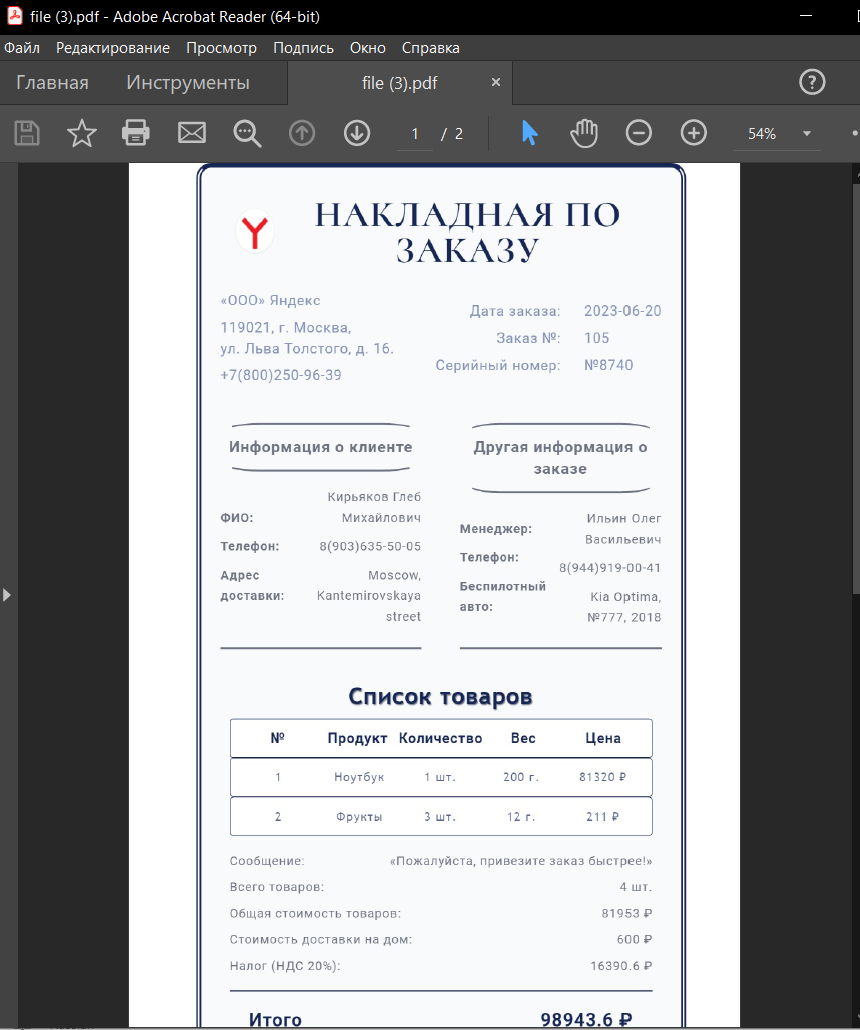 file (3).pdf - Adobe Acrobat Reader (64-bit)
Файл Редактирование Просмотр Подпись Окно Справка
Главная Инструменты file (3).pdf ×
1 / 2 54%
НАКЛАДНАЯ ПО
ЗАКАЗУ
«ООО» Яндекс
119021, г. Москва,
ул. Льва Толстого, д. 16.
+7(800)250-96-39
Дата заказа: 2023-06-20
Заказ №: 105
Серийный номер: №8740
Информация о клиенте
ФИО: Кирьяков Глеб
Михайлович
Телефон: 8(903)635-50-05
Адрес
доставки: Moscow,
Kantemirovskaya
street
Другая информация о
заказе
Менеджер: Ильин Олег
Васильевич
Телефон: 8(944)919-00-41
Беспилотный
авто: Kia Optima,
№777, 2018
Список товаров
№ Продукт Количество Вес Цена
1 Ноутбук 1 шт. 200 г. 81320 ₽
2 Фрукты 3 шт. 12 г. 211 ₽
Сообщение: «Пожалуйста, привезите заказ быстрее!»
Всего товаров: 4 шт.
Общая стоимость товаров: 81953 ₽
Стоимость доставки на дом: 600 ₽
Налог (НДС 20%): 16390.6 ₽
Итого 98943.6 ₽